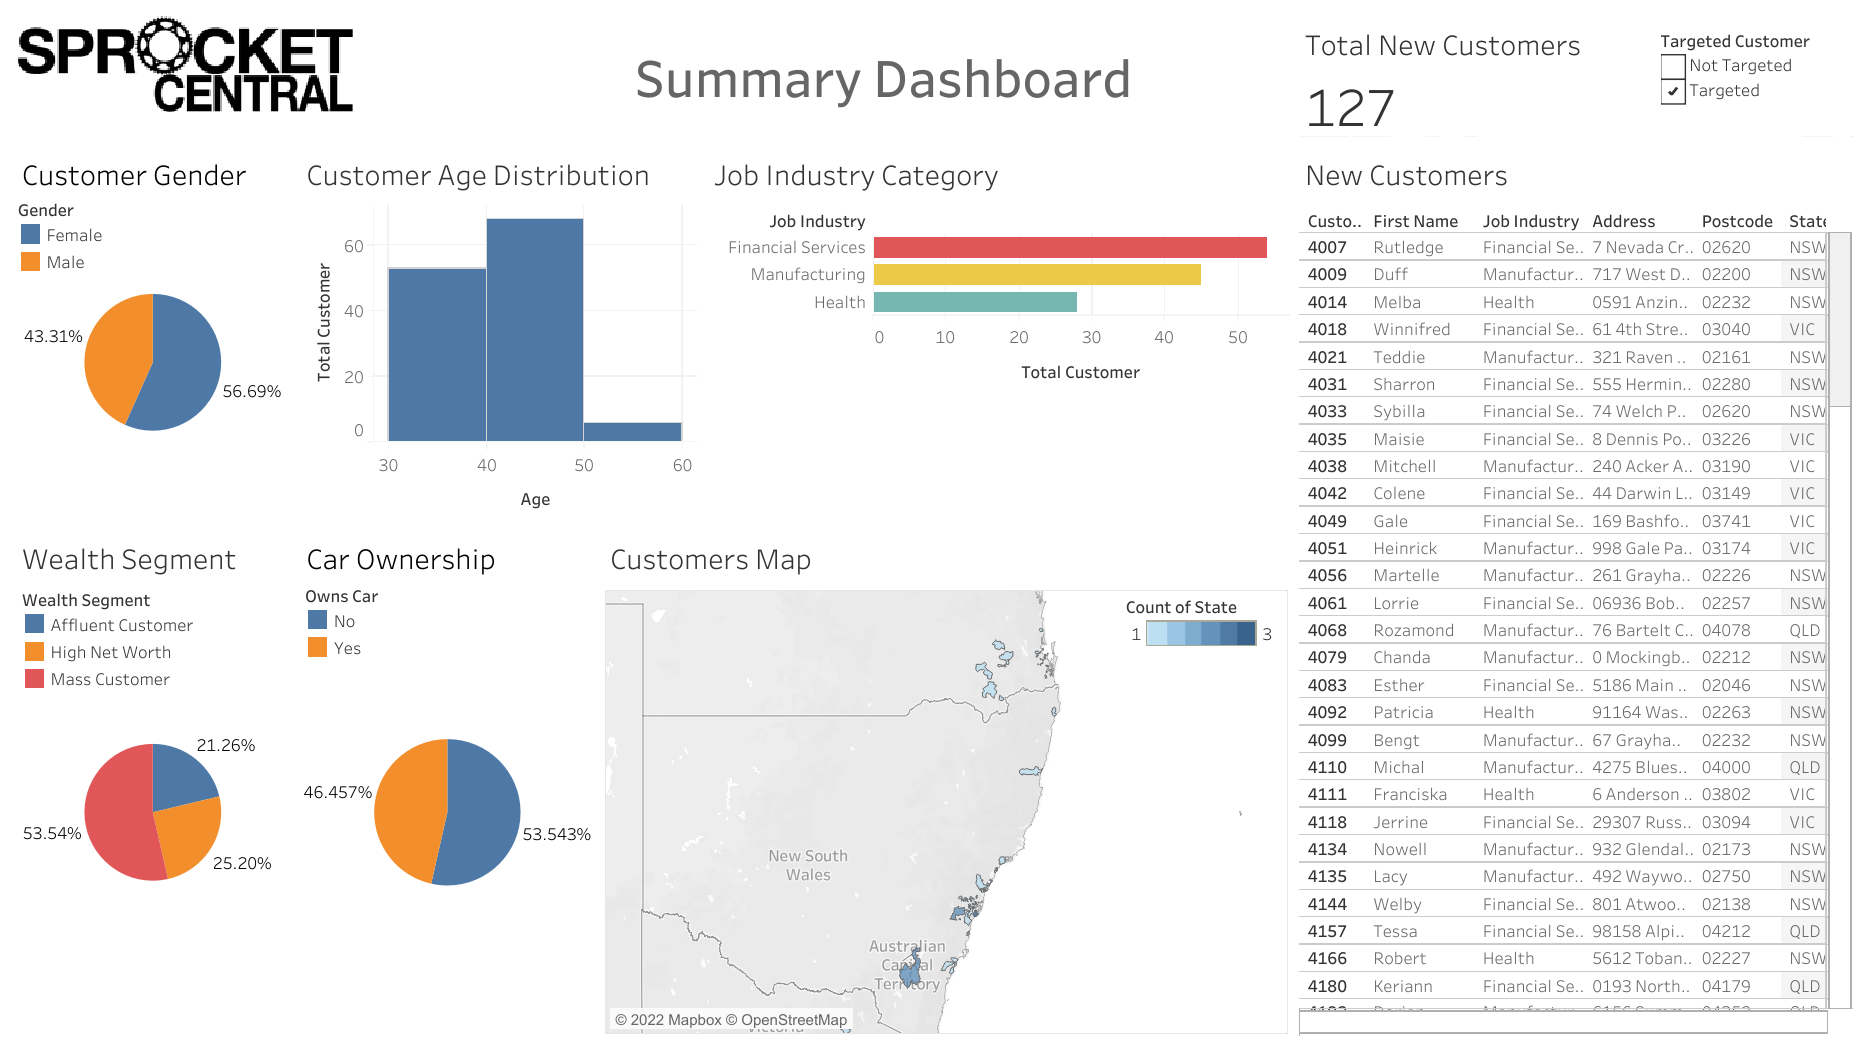 SPROCKET
CENTRAL
Summary Dashboard
Total New Customers
127
Targeted Customer
Not Targeted
Targeted
Customer Gender
Gender
Female
Male
43.31%
56.69%
Customer Age Distribution
Total Customer
60
40
20
0
30 40 50 60
Age
Job Industry Category
Job Industry
Financial Services
Manufacturing
Health
0 10 20 30 40 50
Total Customer
Wealth Segment
Wealth Segment
Affluent Customer
High Net Worth
Mass Customer
21.26%
53.54%
25.20%
Car Ownership
Owns Car
No
Yes
46.457%
53.543%
Customers Map
Count of State
1 3
New South
Wales
Australian
Capital
Territory
Victoria
© 2022 Mapbox © OpenStreetMap
New Customers
Custo.. First Name Job Industry Address Postcode State
4007 Rutledge Financial Se.. 7 Nevada Cr.. 02620 NSW
4009 Duff Manufactur.. 717 West D.. 02200 NSW
4014 Melba Health 0591 Anzin.. 02232 NSW
4018 Winnifred Financial Se.. 61 4th Stre.. 03040 VIC
4021 Teddie Manufactur.. 321 Raven .. 02161 NSW
4031 Sharron Financial Se.. 555 Hermin.. 02280 NSW
4033 Sybilla Financial Se.. 74 Welch P.. 02620 NSW
4035 Maisie Financial Se.. 8 Dennis Po.. 03226 VIC
4038 Mitchell Manufactur.. 240 Acker A.. 03190 VIC
4042 Colene Financial Se.. 44 Darwin L.. 03149 VIC
4049 Gale Financial Se.. 169 Bashfo.. 03741 VIC
4051 Heinrick Manufactur.. 998 Gale Pa.. 03174 VIC
4056 Martelle Manufactur.. 261 Grayha.. 02226 NSW
4061 Lorrie Financial Se.. 06936 Bob.. 02257 NSW
4068 Rozamond Manufactur.. 76 Bartelt C.. 04078 QLD
4079 Chanda Manufactur.. 0 Mockingb.. 02212 NSW
4083 Esther Financial Se.. 5186 Main .. 02046 NSW
4092 Patricia Health 91164 Was.. 02263 NSW
4099 Bengt Manufactur.. 67 Grayha.. 02232 NSW
4110 Michal Manufactur.. 4275 Blues.. 04000 QLD
4111 Franciska Health 6 Anderson .. 03802 VIC
4118 Jerrine Financial Se.. 29307 Russ.. 03094 VIC
4134 Nowell Manufactur.. 932 Glendal.. 02173 NSW
4135 Lacy Manufactur.. 492 Waywo.. 02750 NSW
4144 Welby Financial Se.. 801 Atwoo.. 02138 NSW
4157 Tessa Financial Se.. 98158 Alpi.. 04212 QLD
4166 Robert Health 5612 Toban.. 02227 NSW
4180 Keriann Financial Se.. 0193 North.. 04179 QLD